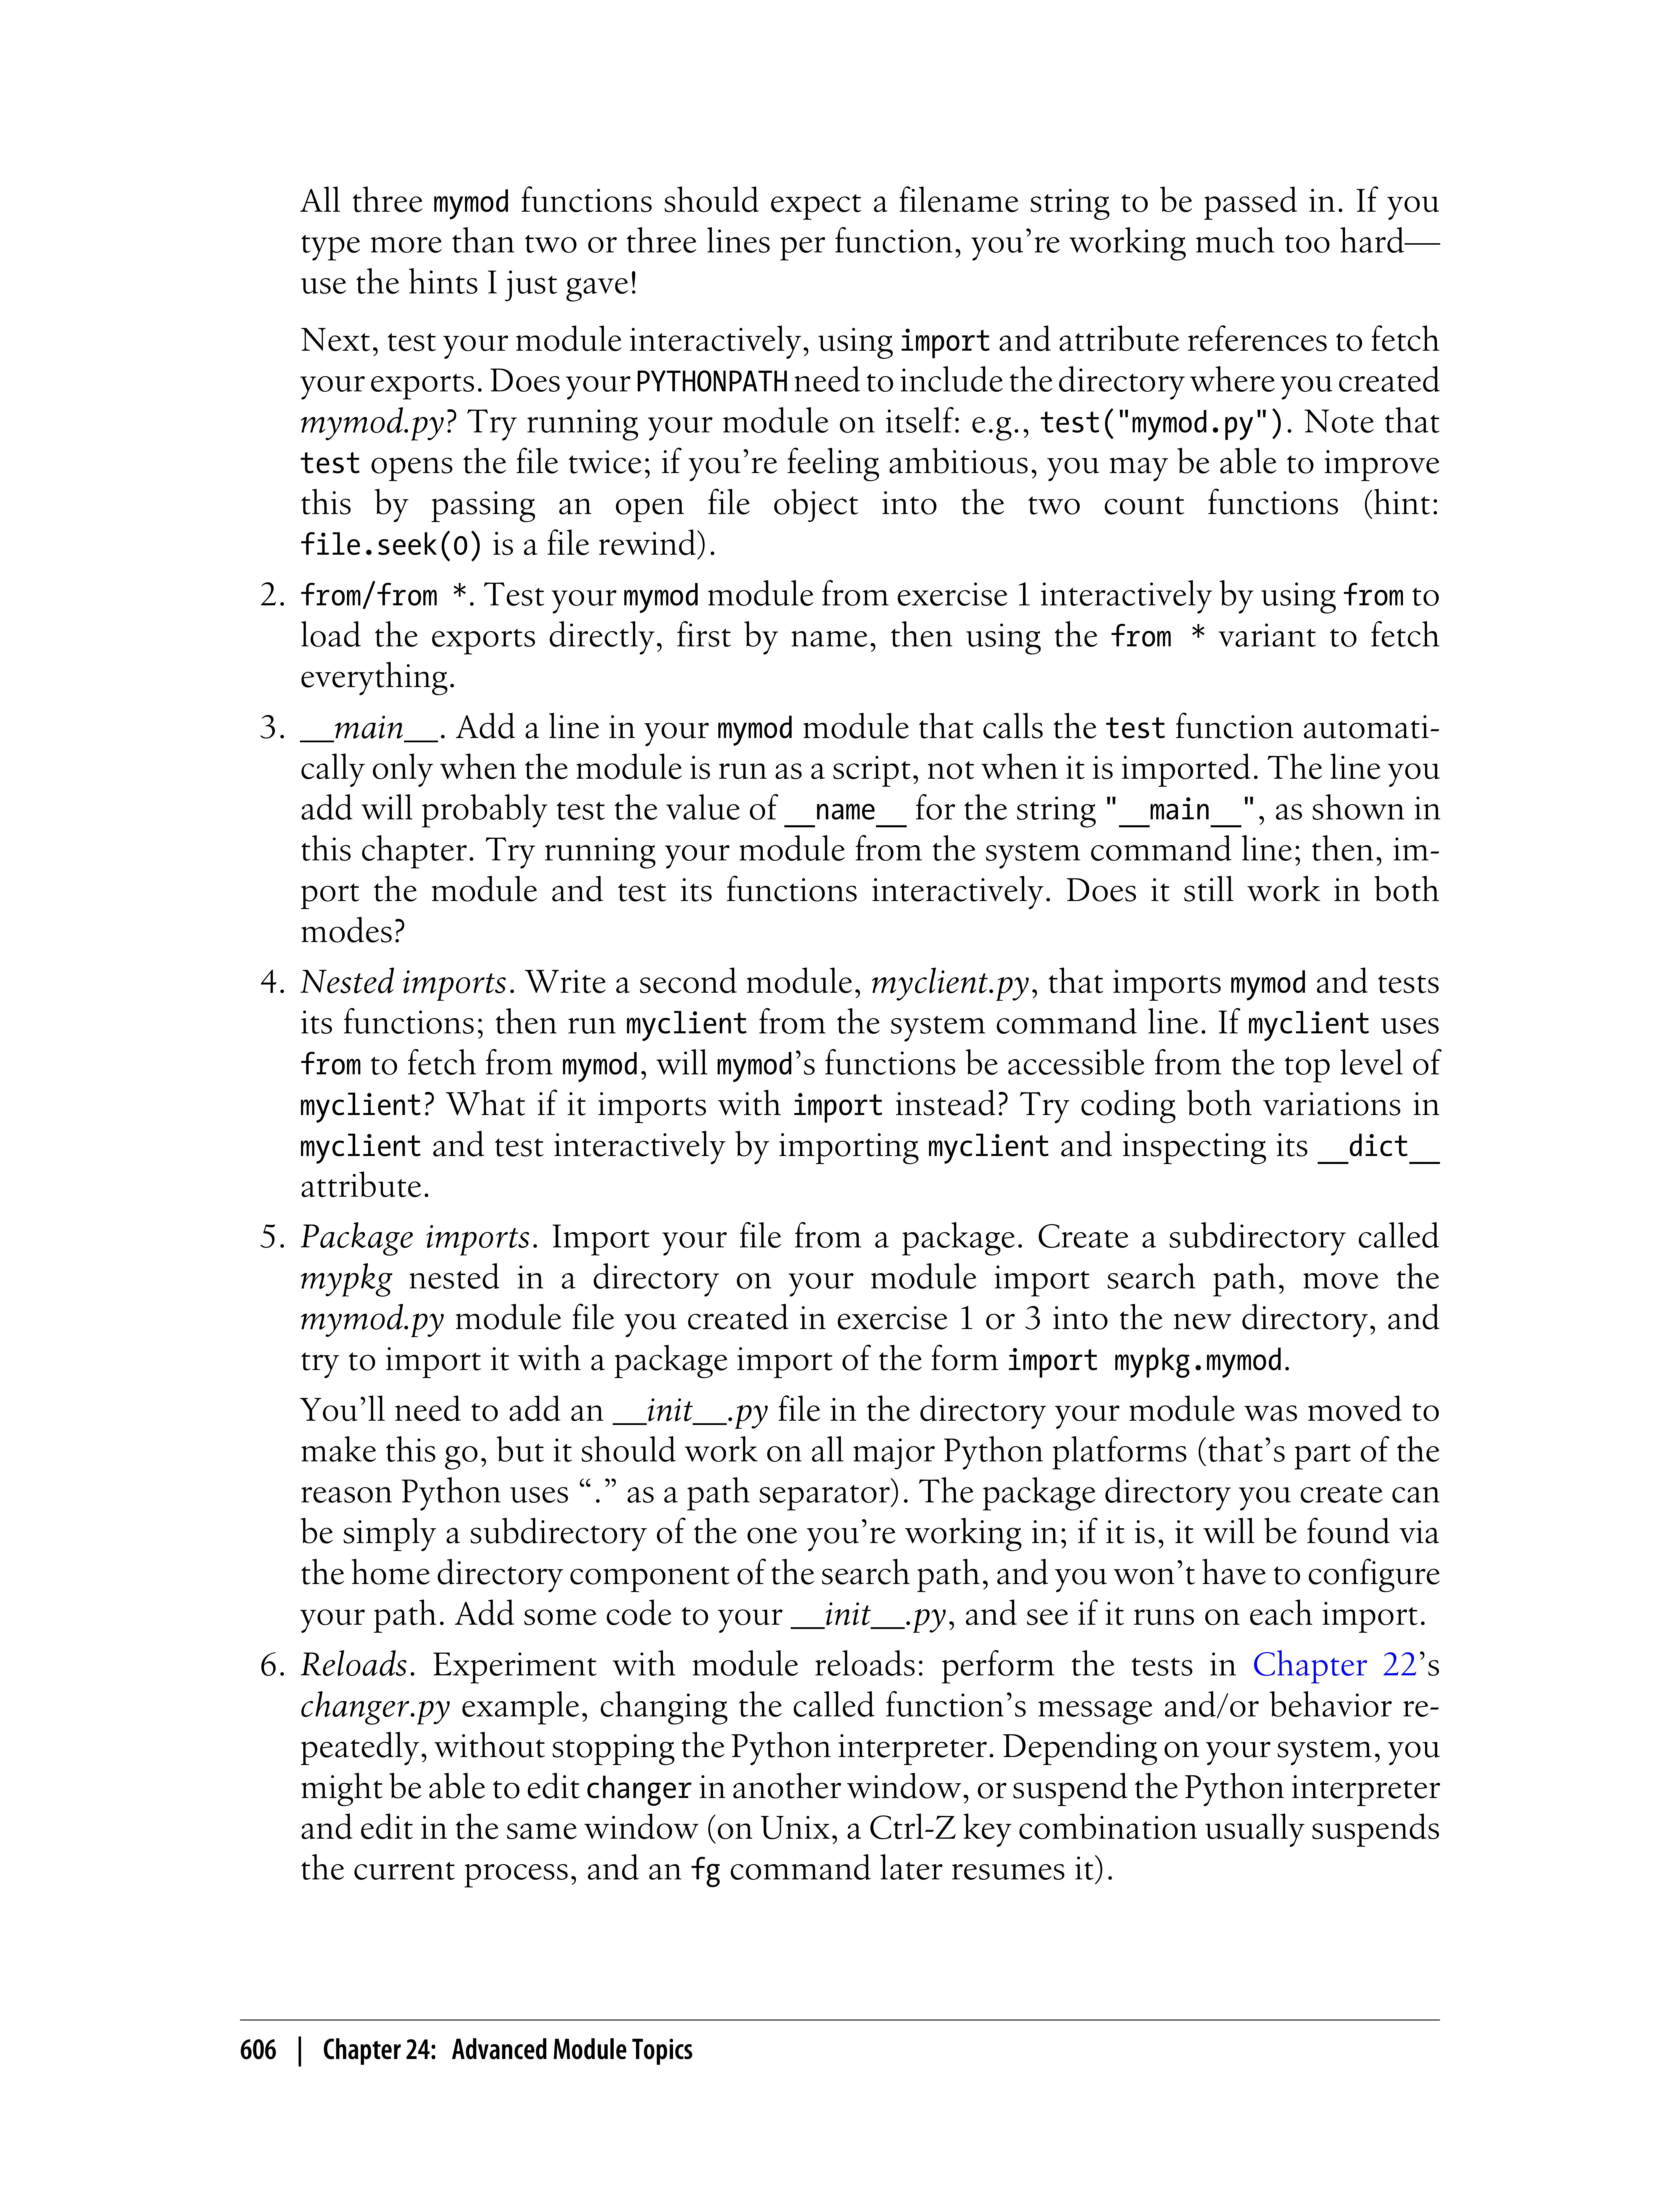 All three mymod functions should expect a filename string to be passed in. If you
type more than two or three lines per function, you’re working much too hard—
use the hints I just gave!
Next, test your module interactively, using import and attribute references to fetch
your exports. Does your PYTHONPATH need to include the directory where you created
mymod.py? Try running your module on itself: e.g., test("mymod.py"). Note that
test opens the file twice; if you’re feeling ambitious, you may be able to improve
this by passing an open file object into the two count functions (hint:
file.seek(0) is a file rewind).
2. from/from *. Test your mymod module from exercise 1 interactively by using from to
load the exports directly, first by name, then using the from * variant to fetch
everything.
3. __main__. Add a line in your mymod module that calls the test function automati-
cally only when the module is run as a script, not when it is imported. The line you
add will probably test the value of __name__ for the string "__main__", as shown in
this chapter. Try running your module from the system command line; then, im-
port the module and test its functions interactively. Does it still work in both
modes?
4. Nested imports. Write a second module, myclient.py, that imports mymod and tests
its functions; then run myclient from the system command line. If myclient uses
from to fetch from mymod, will mymod’s functions be accessible from the top level of
myclient? What if it imports with import instead? Try coding both variations in
myclient and test interactively by importing myclient and inspecting its __dict__
attribute.
5. Package imports. Import your file from a package. Create a subdirectory called
mypkg nested in a directory on your module import search path, move the
mymod.py module file you created in exercise 1 or 3 into the new directory, and
try to import it with a package import of the form import mypkg.mymod.
You’ll need to add an __init__.py file in the directory your module was moved to
make this go, but it should work on all major Python platforms (that’s part of the
reason Python uses “.” as a path separator). The package directory you create can
be simply a subdirectory of the one you’re working in; if it is, it will be found via
the home directory component of the search path, and you won’t have to configure
your path. Add some code to your __init__.py, and see if it runs on each import.
6. Reloads. Experiment with module reloads: perform the tests in Chapter 22’s
changer.py example, changing the called function’s message and/or behavior re-
peatedly, without stopping the Python interpreter. Depending on your system, you
might be able to edit changer in another window, or suspend the Python interpreter
and edit in the same window (on Unix, a Ctrl-Z key combination usually suspends
the current process, and an fg command later resumes it).
606 | Chapter 24: Advanced Module Topics